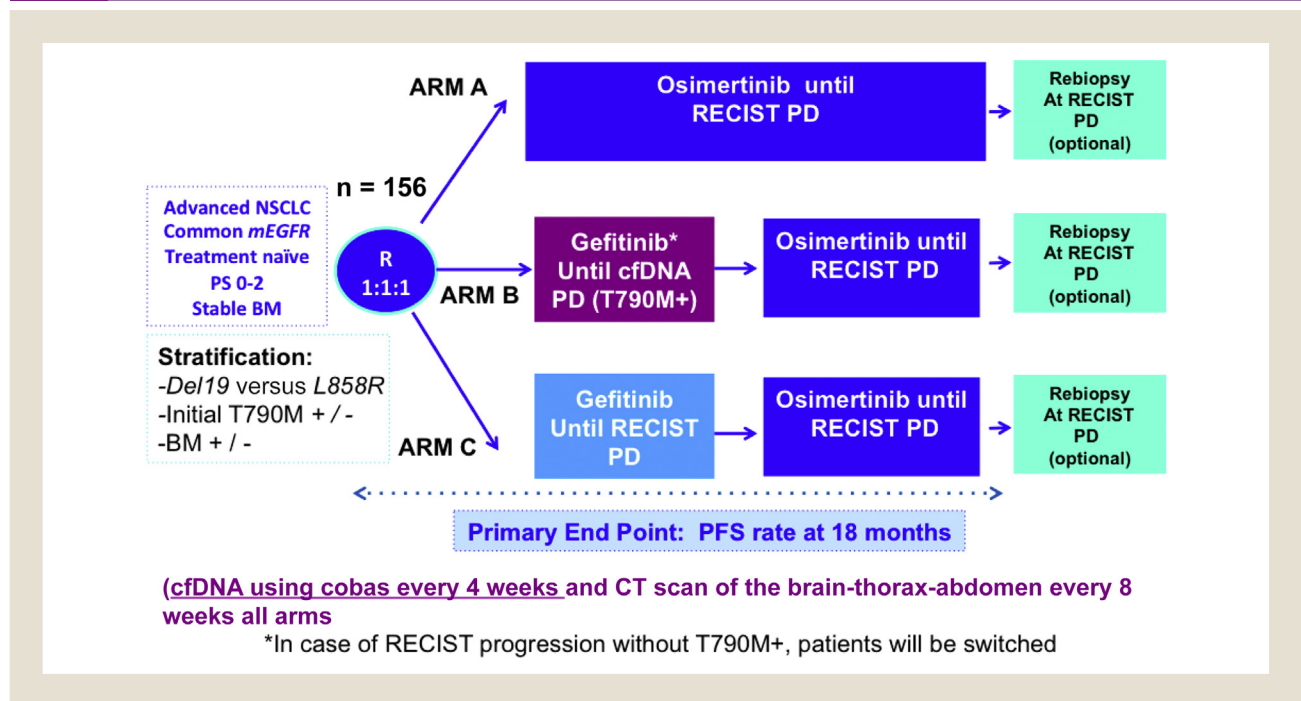 ARM A
Osimertinib until
RECIST PD
Rebiopsy
At RECIST
PD
(optional)
n = 156
Advanced NSCLC
Common mEGFR
Treatment naïve
PS 0-2
Stable BM
R
1:1:1
ARM B
Gefitinib*
Until cfDNA
PD (T790M+)
Osimertinib until
RECIST PD
Rebiopsy
At RECIST
PD
(optional)
Stratification:
-Del19 versus L858R
-Initial T790M + / -
-BM + / -
ARM C
Gefitinib
Until RECIST
PD
Osimertinib until
RECIST PD
Rebiopsy
At RECIST
PD
(optional)
Primary End Point: PFS rate at 18 months
(cfDNA using cobas every 4 weeks and CT scan of the brain-thorax-abdomen every 8
weeks all arms
*In case of RECIST progression without T790M+, patients will be switched